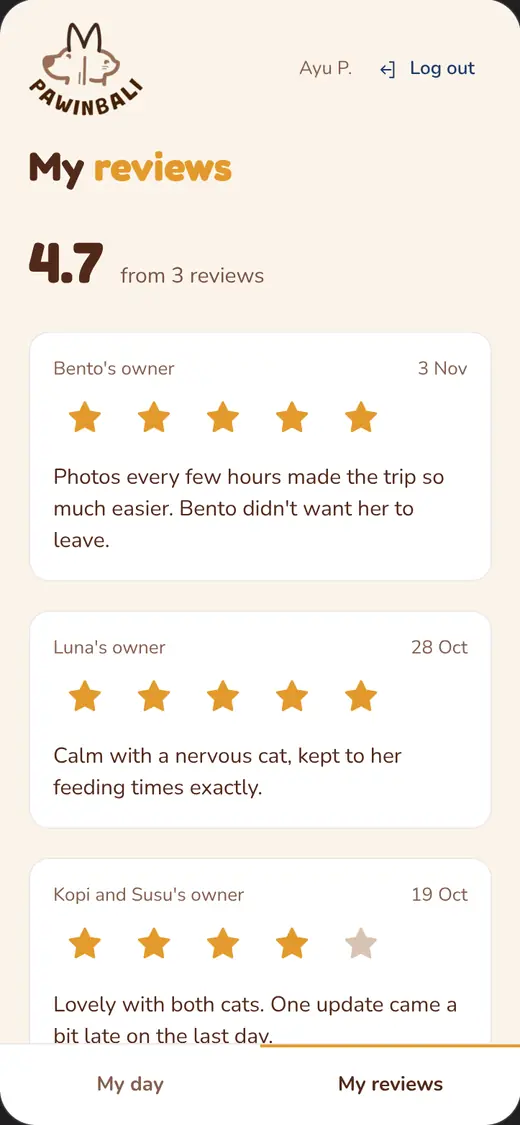 PAWINBALI
Ayu P.
Log out
My reviews
4.7 from 3 reviews
Bento's owner
3 Nov
Photos every few hours made the trip so
much easier. Bento didn't want her to
leave.
Luna's owner
28 Oct
Calm with a nervous cat, kept to her
feeding times exactly.
Kopi and Susu's owner
19 Oct
Lovely with both cats. One update came a
bit late on the last day.
My day
My reviews